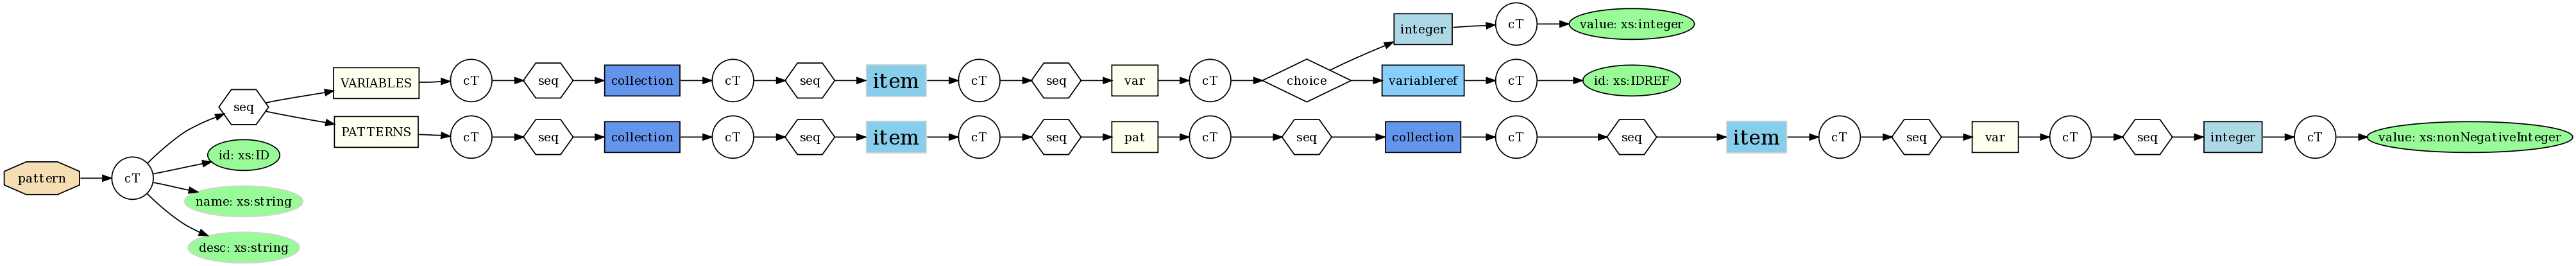 pattern
cT
seq
id: xs:ID
name: xs:string
desc: xs:string
VARIABLES
cT
seq
collection
cT
seq
item
cT
seq
var
cT
choice
integer
cT
value: xs:integer
variableref
cT
id: xs:IDREF
PATTERNS
cT
seq
collection
cT
seq
item
cT
seq
pat
cT
seq
collection
cT
seq
item
cT
seq
var
cT
seq
integer
cT
value: xs:nonNegativeInteger